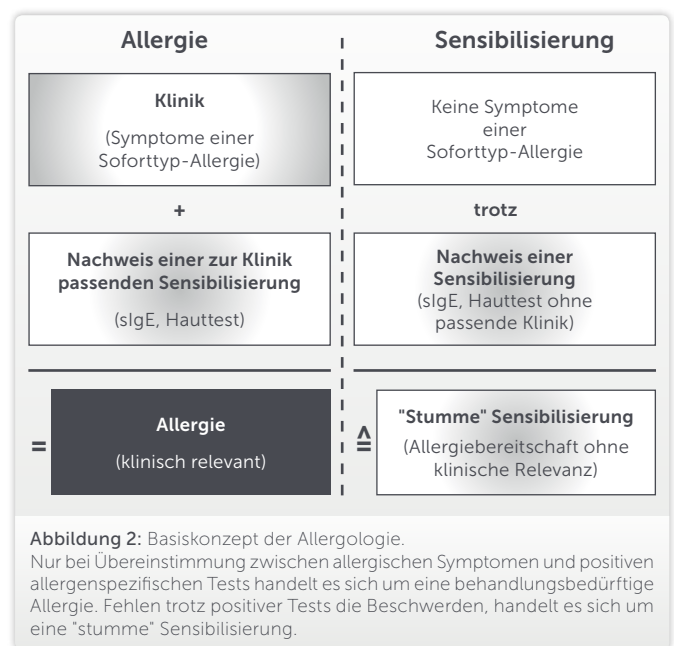 Allergie
Klinik
(Symptome einer
Soforttyp-Allergie)
+
Nachweis einer zur Klinik
passenden Sensibilisierung
(sIgE, Hauttest)
=
Allergie
(klinisch relevant)
Sensibilisierung
Keine Symptome
einer
Soforttyp-Allergie
trotz
Nachweis einer
Sensibilisierung
(sIgE, Hauttest ohne
passende Klinik)
≙
"Stumme" Sensibilisierung
(Allergiebereitschaft ohne
klinische Relevanz)
Abbildung 2: Basiskonzept der Allergologie.
Nur bei Übereinstimmung zwischen allergischen Symptomen und positiven
allergenspezifischen Tests handelt es sich um eine behandlungsbedürftige
Allergie. Fehlen trotz positiver Tests die Beschwerden, handelt es sich um
eine "stumme" Sensibilisierung.